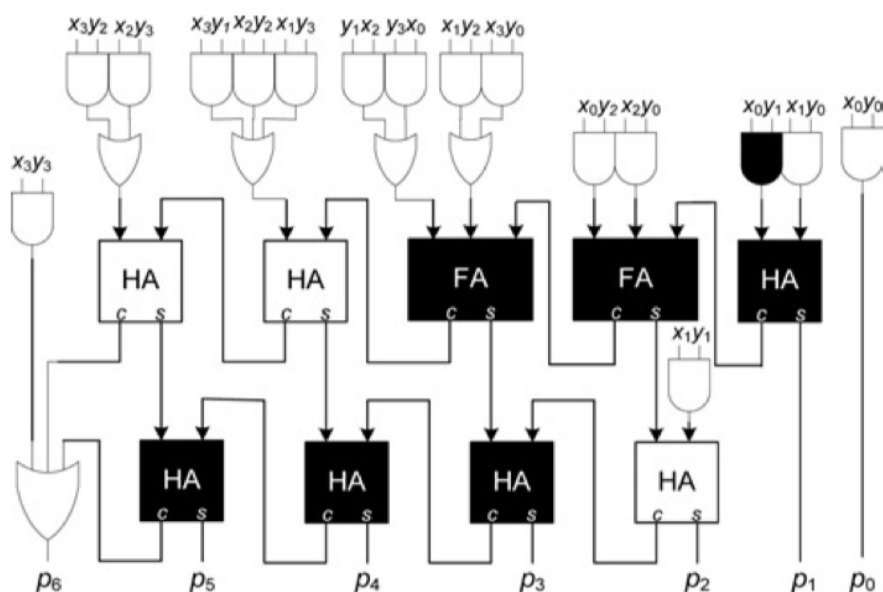 x₃y₂ x₂y₃ x₃y₁ x₂y₂ x₁y₃ y₁x₂ y₃x₀ x₁y₂ x₃y₀
x₀y₂ x₂y₀ x₀y₁ x₁y₀ x₀y₀
x₃y₃
HA HA FA FA HA
c s c s c s c s c s
x₁y₁
HA HA HA HA
c s c s c s c s
p₆ p₅ p₄ p₃ p₂ p₁ p₀